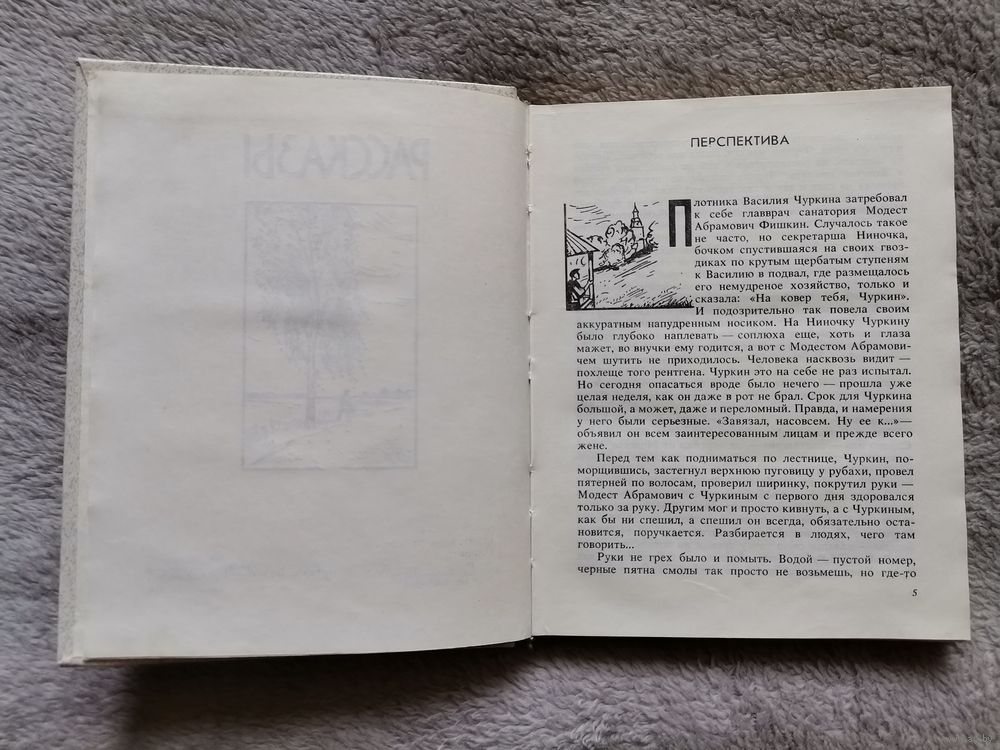 РАССКАЗЫ
ПЕРСПЕКТИВА
Плотника Василия Чуркина затребовал
к себе главврач санатория Модест
Абрамович Фишкин. Случалось такое
не часто, но секретарша Ниночка,
бочком спустившаяся на своих гвоз-
диках по крутым щербатым ступеням
к Василию в подвал, где размещалось
его немудреное хозяйство, только и
сказала: «На ковер тебя, Чуркин».
И подозрительно так повела своим
аккуратным напудренным носиком. На Ниночку Чуркину
было глубоко наплевать — соплюха еще, хоть и глаза
мажет, во внучки ему годится, а вот с Модестом Абрамови-
чем шутить не приходилось. Человека насквозь видит —
похлеще того рентгена. Чуркин это на себе не раз испытал.
Но сегодня опасаться вроде было нечего — прошла уже
целая неделя, как он даже в рот не брал. Срок для Чуркина
большой, а может, даже и переломный. Правда, и намерения
у него были серьезные. «Завязал, насовсем. Ну ее к...»—
объявил он всем заинтересованным лицам и прежде всего
жене.
Перед тем как подниматься по лестнице, Чуркин, по-
морщившись, застегнул верхнюю пуговицу у рубахи, провел
пятерней по волосам, проверил ширинку, покрутил руки —
Модест Абрамович с Чуркиным с первого дня здоровался
только за руку. Другим мог и просто кивнуть, а с Чуркиным,
как бы ни спешил, а спешил он всегда, обязательно оста-
новится, поручкается. Разбирается в людях, чего там
говорить...
Руки не грех было и помыть. Водой — пустой номер,
черные пятна смолы так просто не возьмешь, но где-то
5